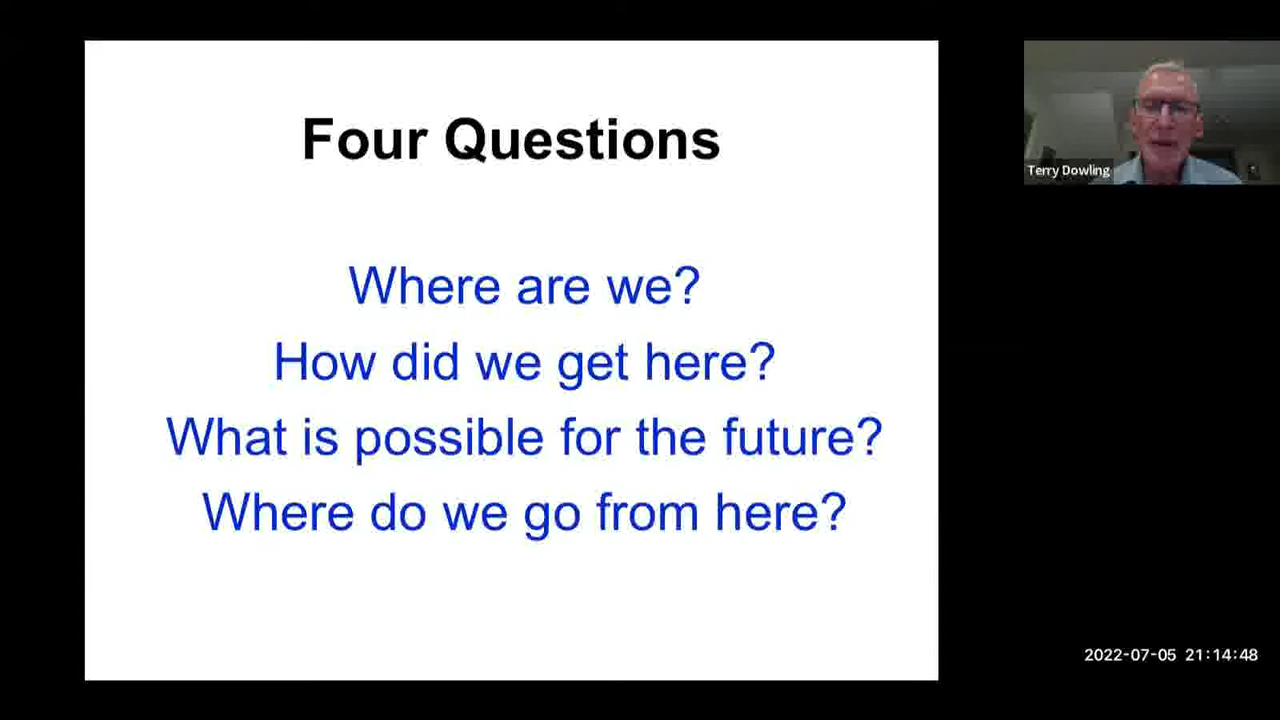 Four Questions
Where are we?
How did we get here?
What is possible for the future?
Where do we go from here?
Terry Dowling
2022-07-05 21:14:48